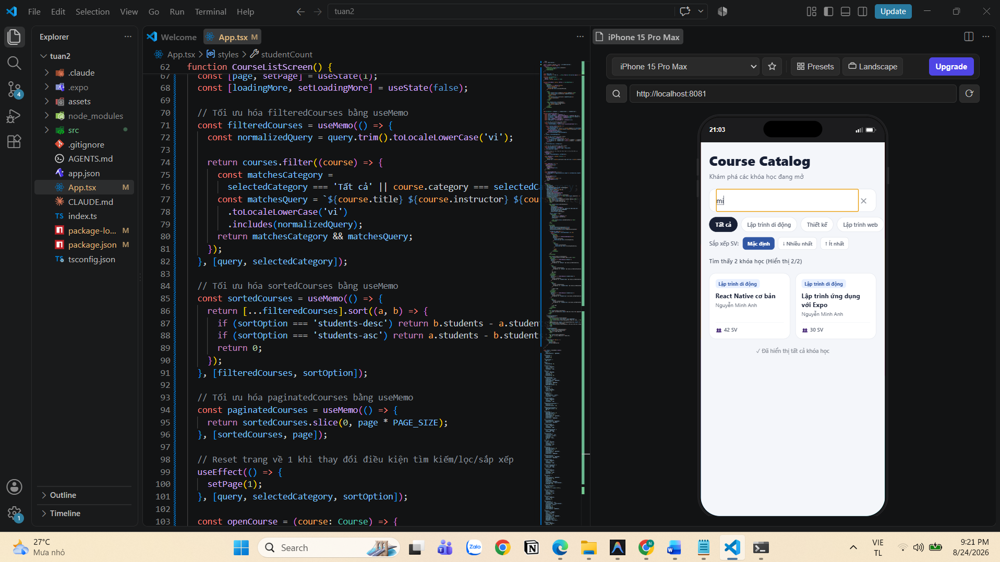 File Edit Selection View Go Run Terminal Help
tuan2
Update
Explorer
tuan2
.claude
.expo
assets
node_modules
src
.gitignore
AGENTS.md
app.json
App.tsx M
CLAUDE.md
index.ts
package-lo... M
package.json M
tsconfig.json
Outline
Timeline
4
1
Welcome
App.tsx M
App.tsx > styles > studentCount
62 function CourseListScreen() {
67 const [page, setPage] = useState(1);
68 const [loadingMore, setLoadingMore] = useState(false);
69
70 // Tối ưu hóa filteredCourses bằng useMemo
71 const filteredCourses = useMemo(() => {
72 const normalizedQuery = query.trim().toLocaleLowerCase('vi');
73
74 return courses.filter((course) => {
75 const matchesCategory =
76 selectedCategory === 'Tất cả' || course.category === selectedC
77 const matchesQuery = `${course.title} ${course.instructor} ${cou
78 .toLocaleLowerCase('vi')
79 .includes(normalizedQuery);
80 return matchesCategory && matchesQuery;
81 });
82 }, [query, selectedCategory]);
83
84 // Tối ưu hóa sortedCourses bằng useMemo
85 const sortedCourses = useMemo(() => {
86 return [...filteredCourses].sort((a, b) => {
87 if (sortOption === 'students-desc') return b.students - a.studen
88 if (sortOption === 'students-asc') return a.students - b.student
89 return 0;
90 });
91 }, [filteredCourses, sortOption]);
92
93 // Tối ưu hóa paginatedCourses bằng useMemo
94 const paginatedCourses = useMemo(() => {
95 return sortedCourses.slice(0, page * PAGE_SIZE);
96 }, [sortedCourses, page]);
97
98 // Reset trang về 1 khi thay đổi điều kiện tìm kiếm/lọc/sắp xếp
99 useEffect(() => {
100 setPage(1);
101 }, [query, selectedCategory, sortOption]);
102
103 const openCourse = (course: Course) => {
iPhone 15 Pro Max
iPhone 15 Pro Max
Presets
Landscape
Upgrade
http://localhost:8081
21:03
Course Catalog
Khám phá các khóa học đang mở
mi
Tất cả
Lập trình di động
Thiết kế
Lập trình web
Sắp xếp SV:
Mặc định
↓ Nhiều nhất
↑ Ít nhất
Tìm thấy 2 khóa học (Hiển thị 2/2)
Lập trình di động
React Native cơ bản
Nguyễn Minh Anh
42 SV
Lập trình di động
Lập trình ứng dụng
với Expo
Nguyễn Minh Anh
30 SV
✓ Đã hiển thị tất cả khóa học
27°C
Mưa nhỏ
Search
Zalo
VIE
TL
9:21 PM
8/24/2026